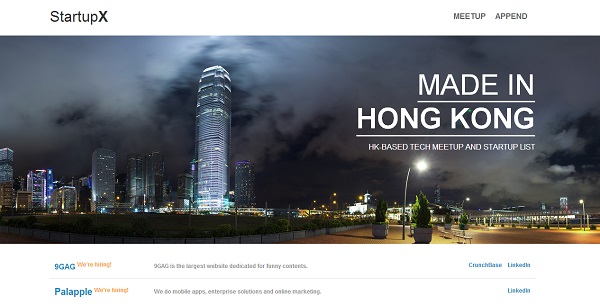 StartupX
MEETUP APPEND
MADE IN
HONG KONG
HK-BASED TECH MEETUP AND STARTUP LIST
9GAG We're hiring! 9GAG is the largest website dedicated for funny contents. CrunchBase LinkedIn
Palapple We're hiring! We do mobile apps, enterprise solutions and online marketing. LinkedIn